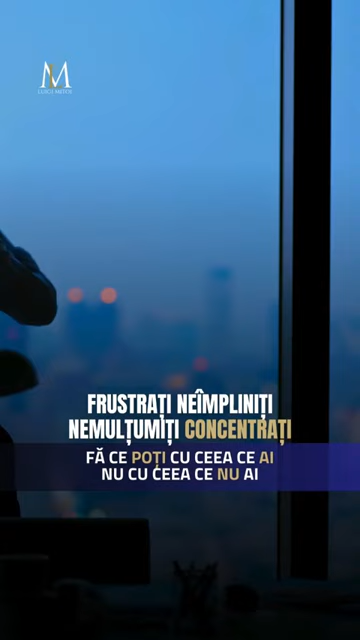 M
FRUSTRAȚI NEÎMPLINIȚI
NEMULȚUMIȚI CONCENTRAȚI
FĂ CE POȚI CU CEEA CE AI
NU CU CEEA CE NU AI